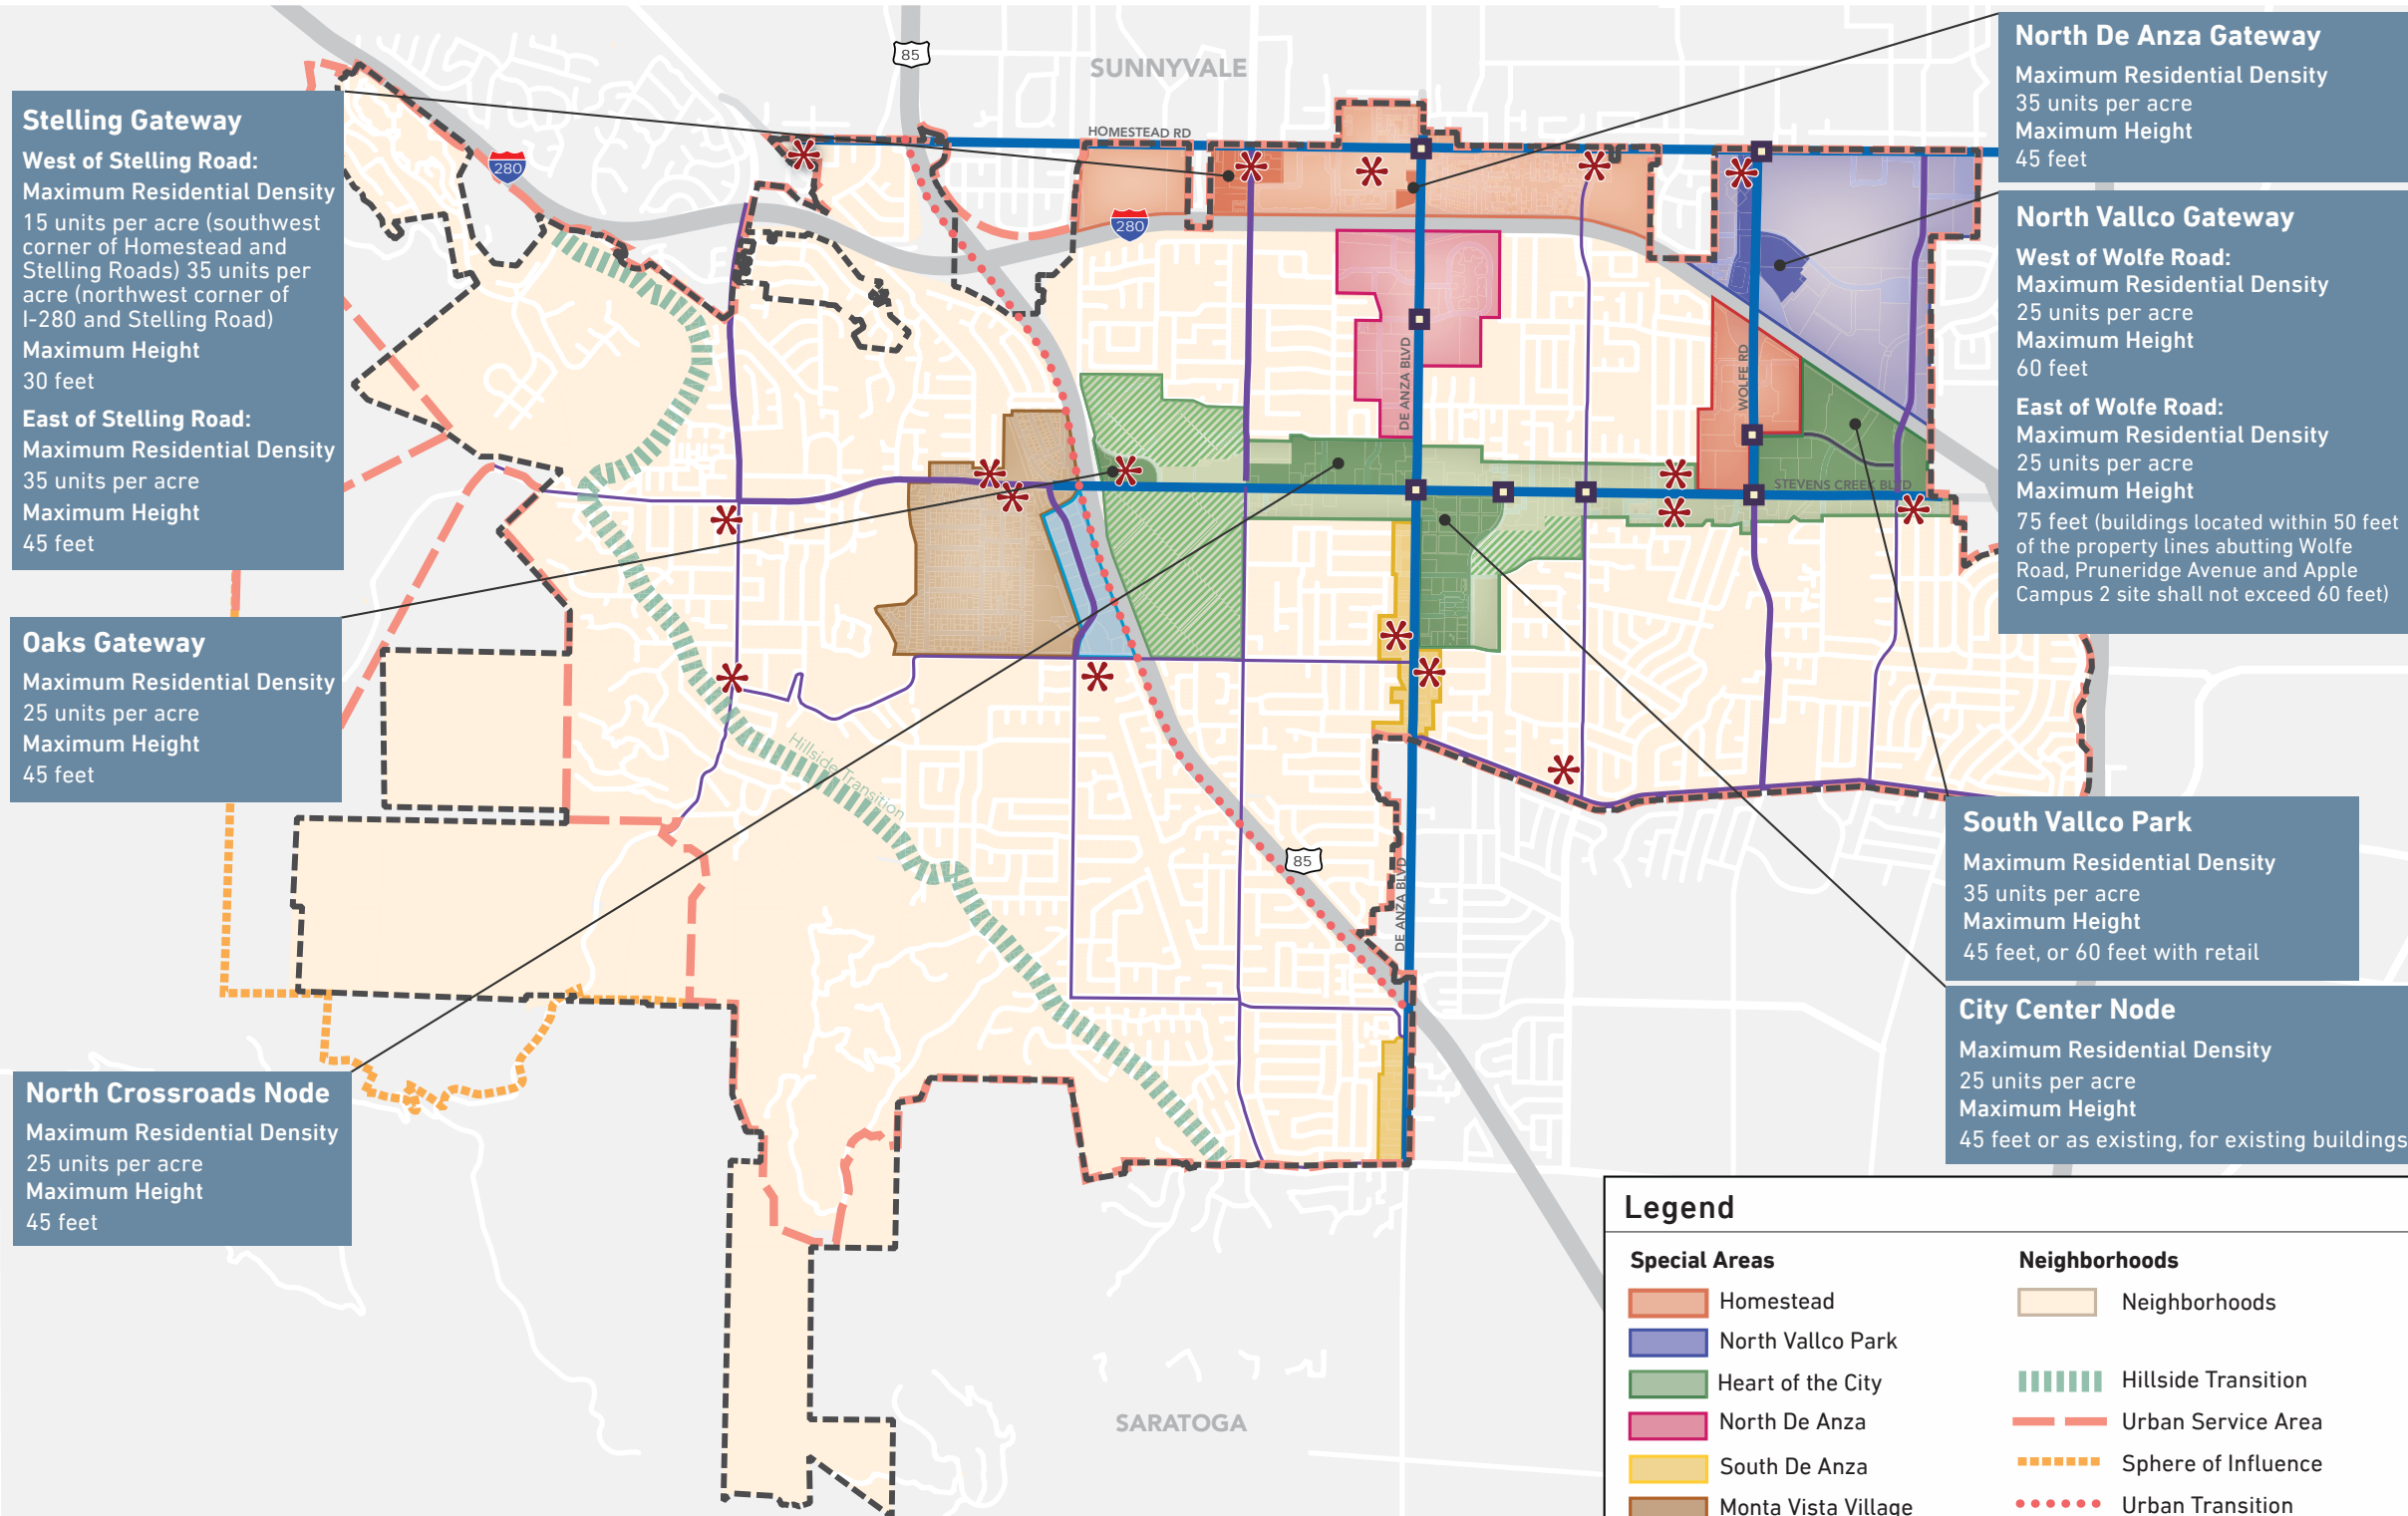 Stelling Gateway
West of Stelling Road:
Maximum Residential Density
15 units per acre (southwest
corner of Homestead and
Stelling Roads) 35 units per
acre (northwest corner of
I-280 and Stelling Road)
Maximum Height
30 feet
East of Stelling Road:
Maximum Residential Density
35 units per acre
Maximum Height
45 feet
Oaks Gateway
Maximum Residential Density
25 units per acre
Maximum Height
45 feet
North Crossroads Node
Maximum Residential Density
25 units per acre
Maximum Height
45 feet
85
SUNNYVALE
HOMESTEAD RD
280
280
DE ANZA BLVD
WOLFE RD
STEVENS CREEK BLVD
Hillside Transition
85
DE ANZA BLVD
SARATOGA
North De Anza Gateway
Maximum Residential Density
35 units per acre
Maximum Height
45 feet
North Vallco Gateway
West of Wolfe Road:
Maximum Residential Density
25 units per acre
Maximum Height
60 feet
East of Wolfe Road:
Maximum Residential Density
25 units per acre
Maximum Height
75 feet (buildings located within 50 feet
of the property lines abutting Wolfe
Road, Pruneridge Avenue and Apple
Campus 2 site shall not exceed 60 feet)
South Vallco Park
Maximum Residential Density
35 units per acre
Maximum Height
45 feet, or 60 feet with retail
City Center Node
Maximum Residential Density
25 units per acre
Maximum Height
45 feet or as existing, for existing buildings
Legend
Special Areas
Homestead
North Vallco Park
Heart of the City
North De Anza
South De Anza
Monta Vista Village
Neighborhoods
Neighborhoods
Hillside Transition
Urban Service Area
Sphere of Influence
Urban Transition